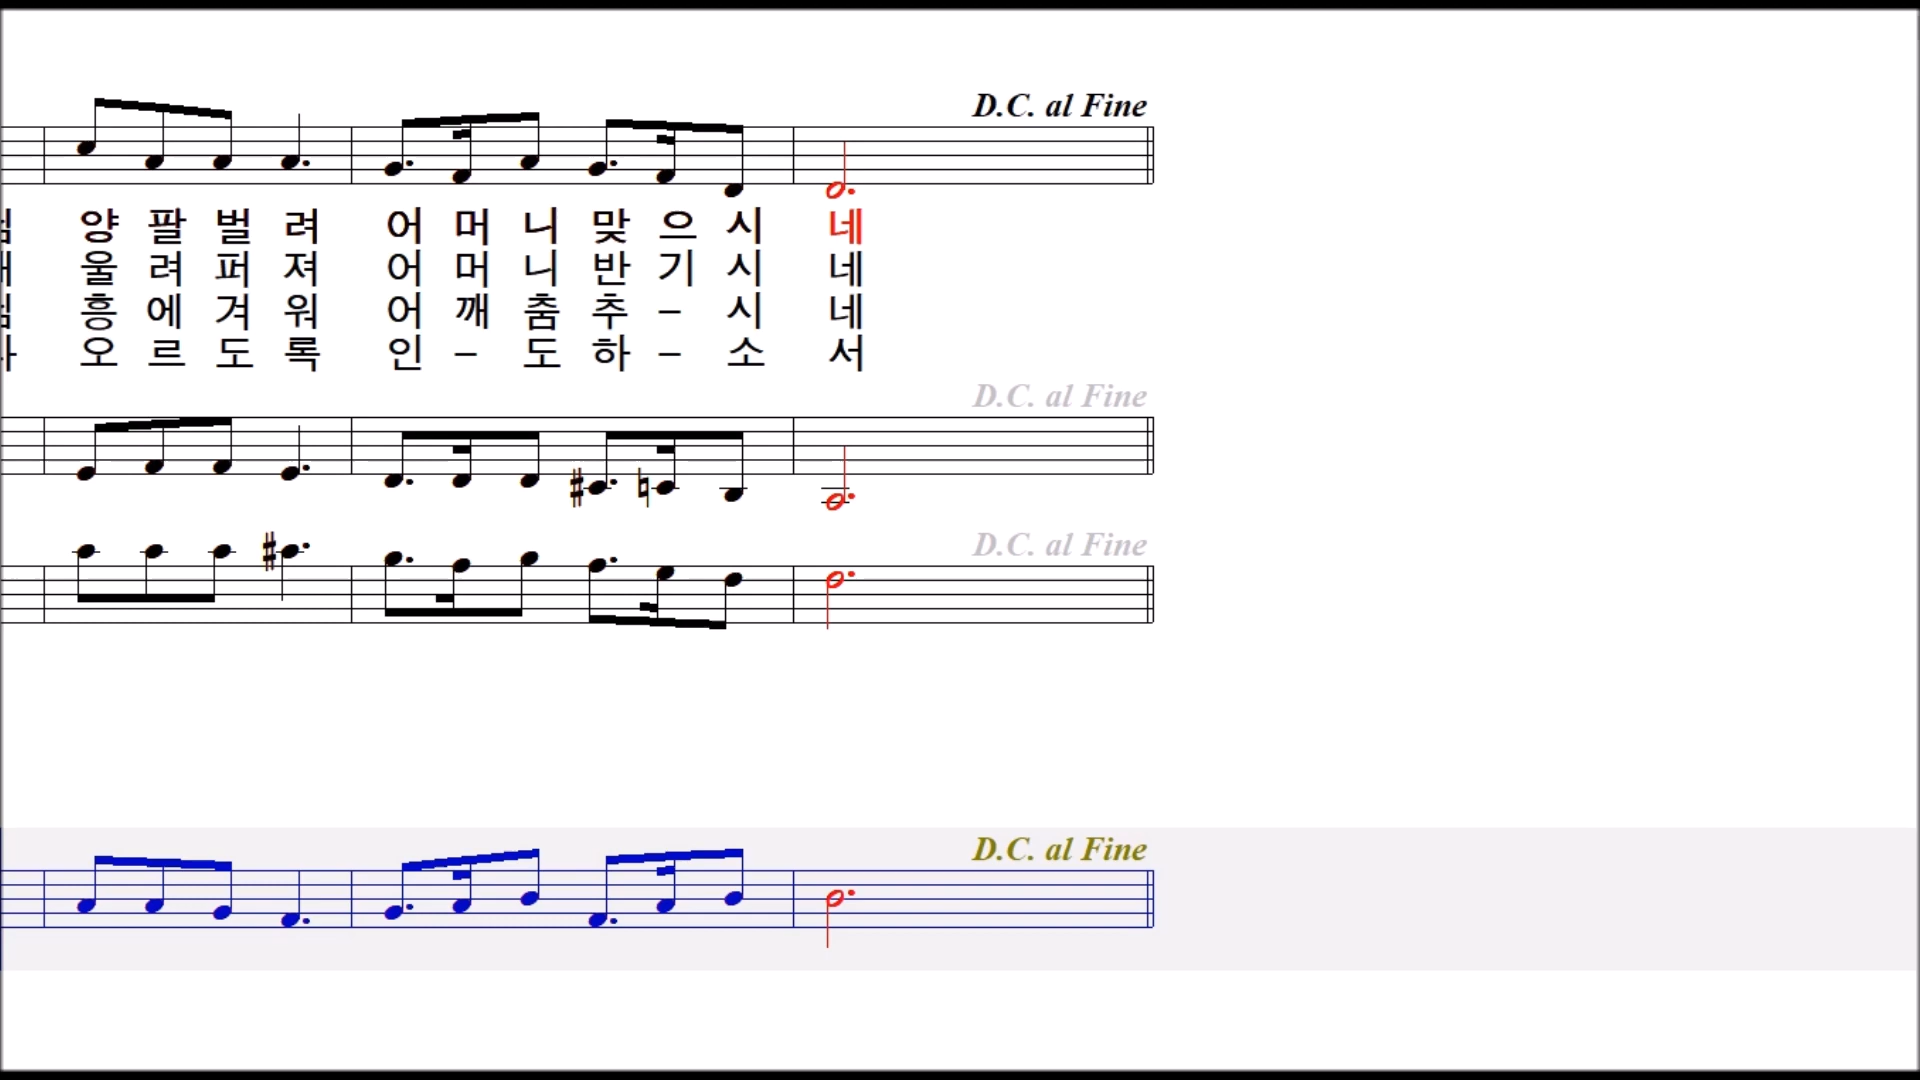 D.C. al Fine
양 팔 벌 려 어 머 니 맞 으 시 네
울 려 퍼 져 어 머 니 반 기 시 네
흥 에 겨 워 어 깨 춤 추 – 시 네
오 르 도 록 인 – 도 하 – 소 서
D.C. al Fine
D.C. al Fine
D.C. al Fine